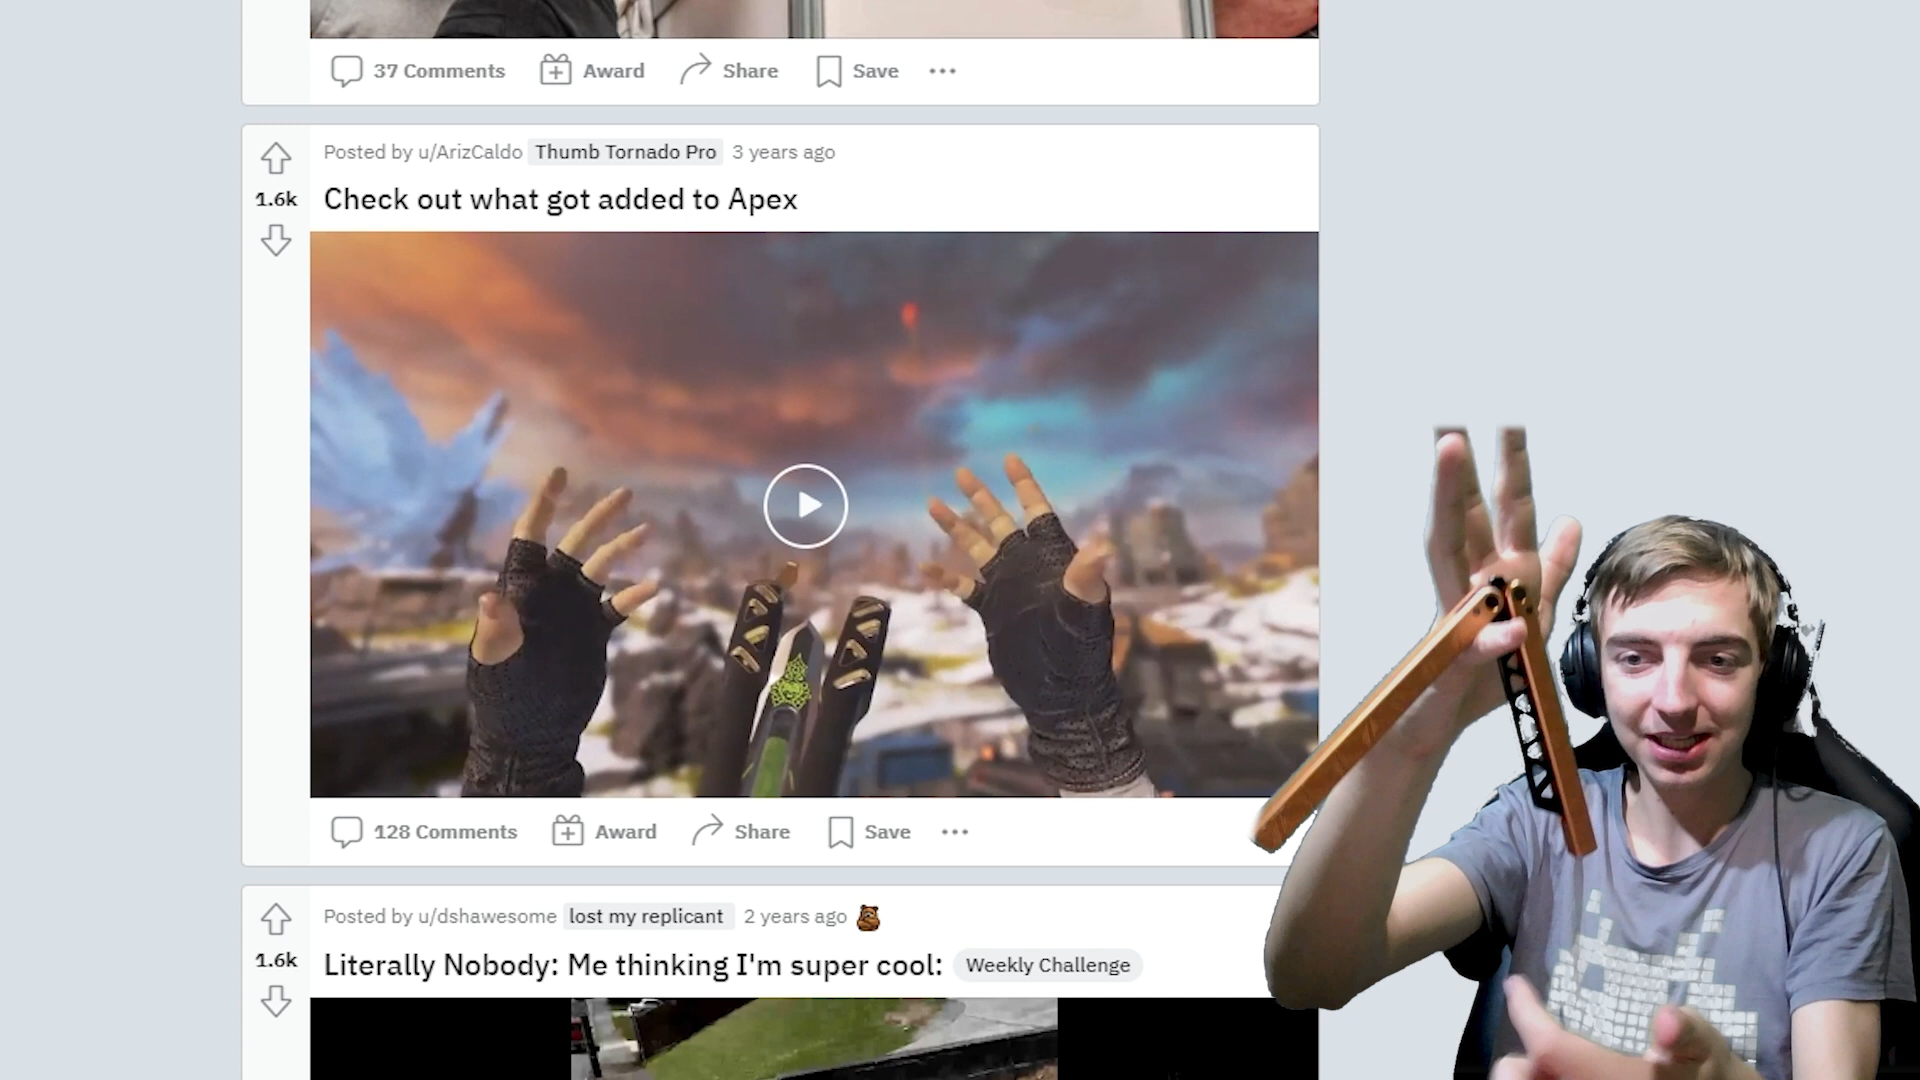 37 Comments Award Share Save
Posted by u/ArizCaldo Thumb Tornado Pro 3 years ago
1.6k
Check out what got added to Apex
128 Comments Award Share Save
Posted by u/dshawesome lost my replicant 2 years ago
1.6k
Literally Nobody: Me thinking I'm super cool: Weekly Challenge